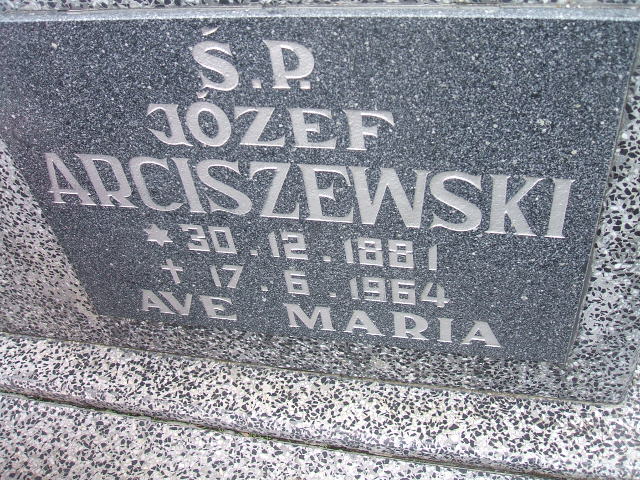 Ś.P.
JÓZEF
ARCISZEWSKI
* 30.12.1881
+ 17.6.1964
AVE MARIA